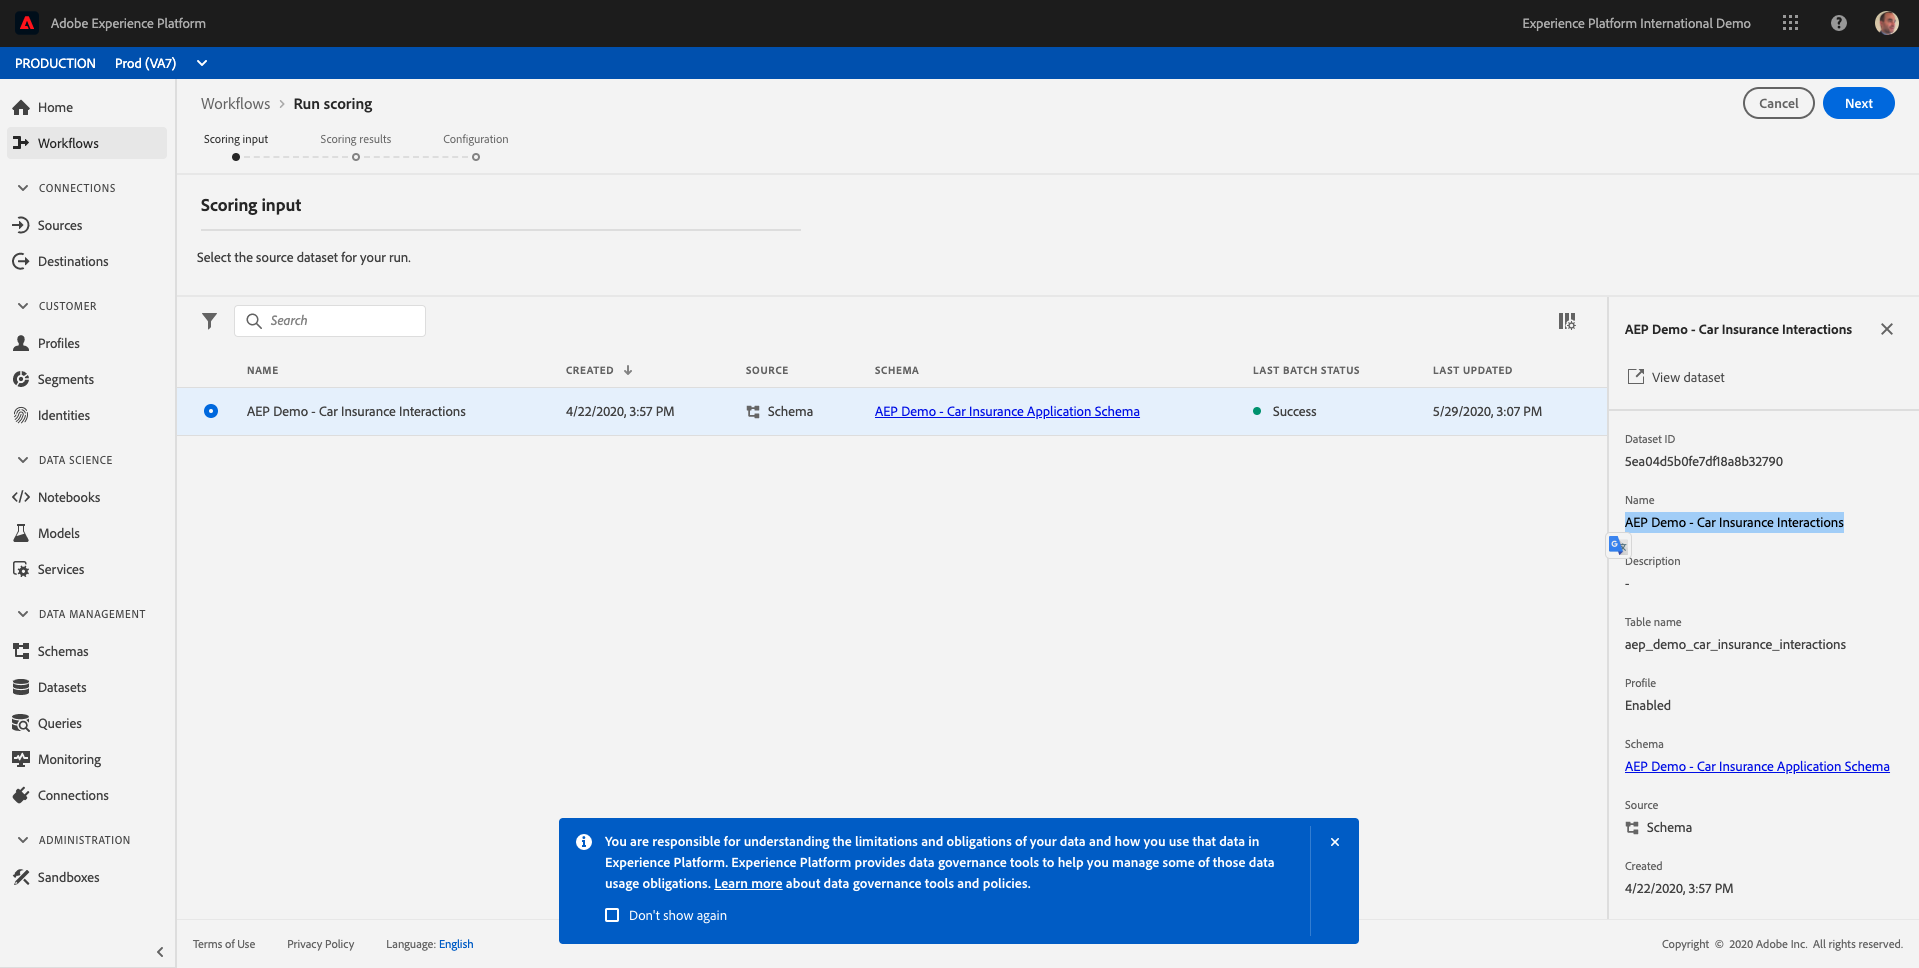 Adobe Experience Platform
Experience Platform International Demo
PRODUCTION Prod (VA7)
Home
Workflows
CONNECTIONS
Sources
Destinations
CUSTOMER
Profiles
Segments
Identities
DATA SCIENCE
Notebooks
Models
Services
DATA MANAGEMENT
Schemas
Datasets
Queries
Monitoring
Connections
ADMINISTRATION
Sandboxes
Workflows > Run scoring
Cancel Next
Scoring input Scoring results Configuration
Scoring input
Select the source dataset for your run.
Search
NAME CREATED ↓ SOURCE SCHEMA LAST BATCH STATUS LAST UPDATED
AEP Demo - Car Insurance Interactions 4/22/2020, 3:57 PM Schema AEP Demo - Car Insurance Application Schema Success 5/29/2020, 3:07 PM
AEP Demo - Car Insurance Interactions
View dataset
Dataset ID
5ea04d5b0fe7df18a8b32790
Name
AEP Demo - Car Insurance Interactions
Description
-
Table name
aep_demo_car_insurance_interactions
Profile
Enabled
Schema
AEP Demo - Car Insurance Application Schema
Source
Schema
Created
4/22/2020, 3:57 PM
You are responsible for understanding the limitations and obligations of your data and how you use that data in
Experience Platform. Experience Platform provides data governance tools to help you manage some of those data
usage obligations. Learn more about data governance tools and policies.
Don't show again
Terms of Use Privacy Policy Language: English
Copyright © 2020 Adobe Inc. All rights reserved.